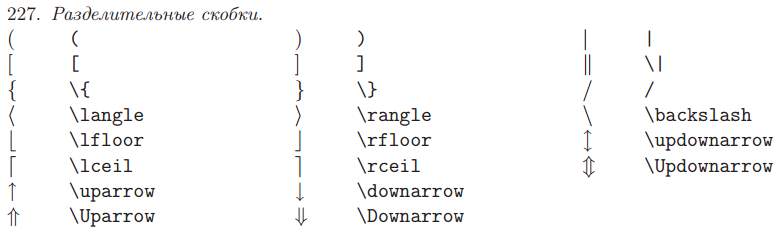 227. Разделительные скобки.
( ( ) ) | |
[ [ ] ] ‖ \|
{ \{ } \} / /
⟨ \langle ⟩ \rangle \ \backslash
⌊ \lfloor ⌋ \rfloor ↕ \updownarrow
⌈ \lceil ⌉ \rceil ⇕ \Updownarrow
↑ \uparrow ↓ \downarrow
⇑ \Uparrow ⇓ \Downarrow